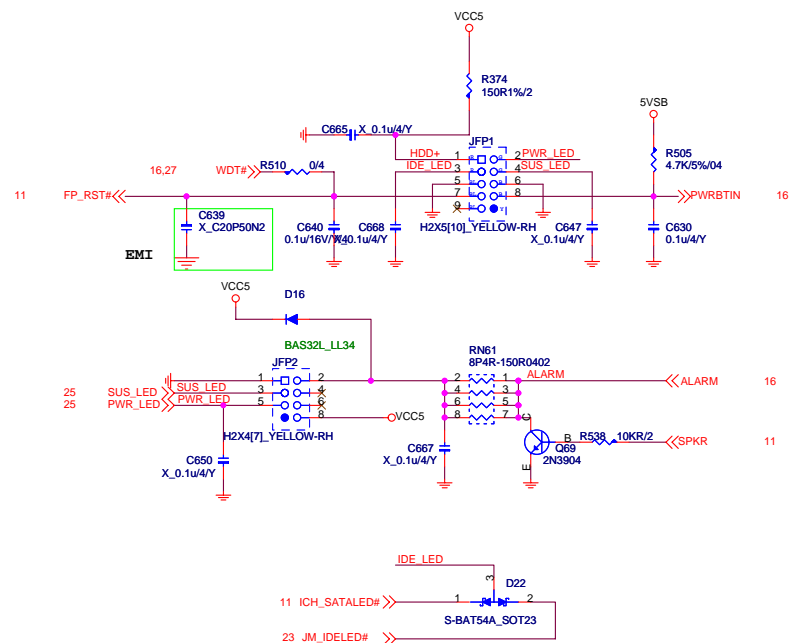 VCC5
R374
150R1%/2
5VSB
C665 X_0.1u/4/Y
JFP1
R505
4.7K/5%/04
HDD+ 1 2 PWR_LED
16,27 WDT# R510 0/4 IDE_LED 3 4 SUS_LED
5 6
11 FP_RST# 7 8 PWRBTIN 16
9
C639
X_C20P50N2
C640
0.1u/16V/Y/4
C668
X_0.1u/4/Y
H2X5[10]_YELLOW-RH
C647
X_0.1u/4/Y
C630
0.1u/4/Y
EMI
VCC5
D16
BAS32L_LL34
JFP2
RN61
8P4R-150R0402
1 2 2 1 ALARM ALARM 16
25 SUS_LED SUS_LED 3 4 4 3
25 PWR_LED PWR_LED 5 6 6 5
8 VCC5 8 7
H2X4[7]_YELLOW-RH
C
B R538 10KR/2 SPKR 11
Q69
2N3904
E
C650
X_0.1u/4/Y
C667
X_0.1u/4/Y
IDE_LED
3
D22
11 ICH_SATALED# 1 2
S-BAT54A_SOT23
23 JM_IDELED#